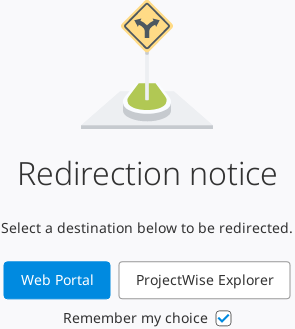 Redirection notice
Select a destination below to be redirected.
Web Portal
ProjectWise Explorer
Remember my choice